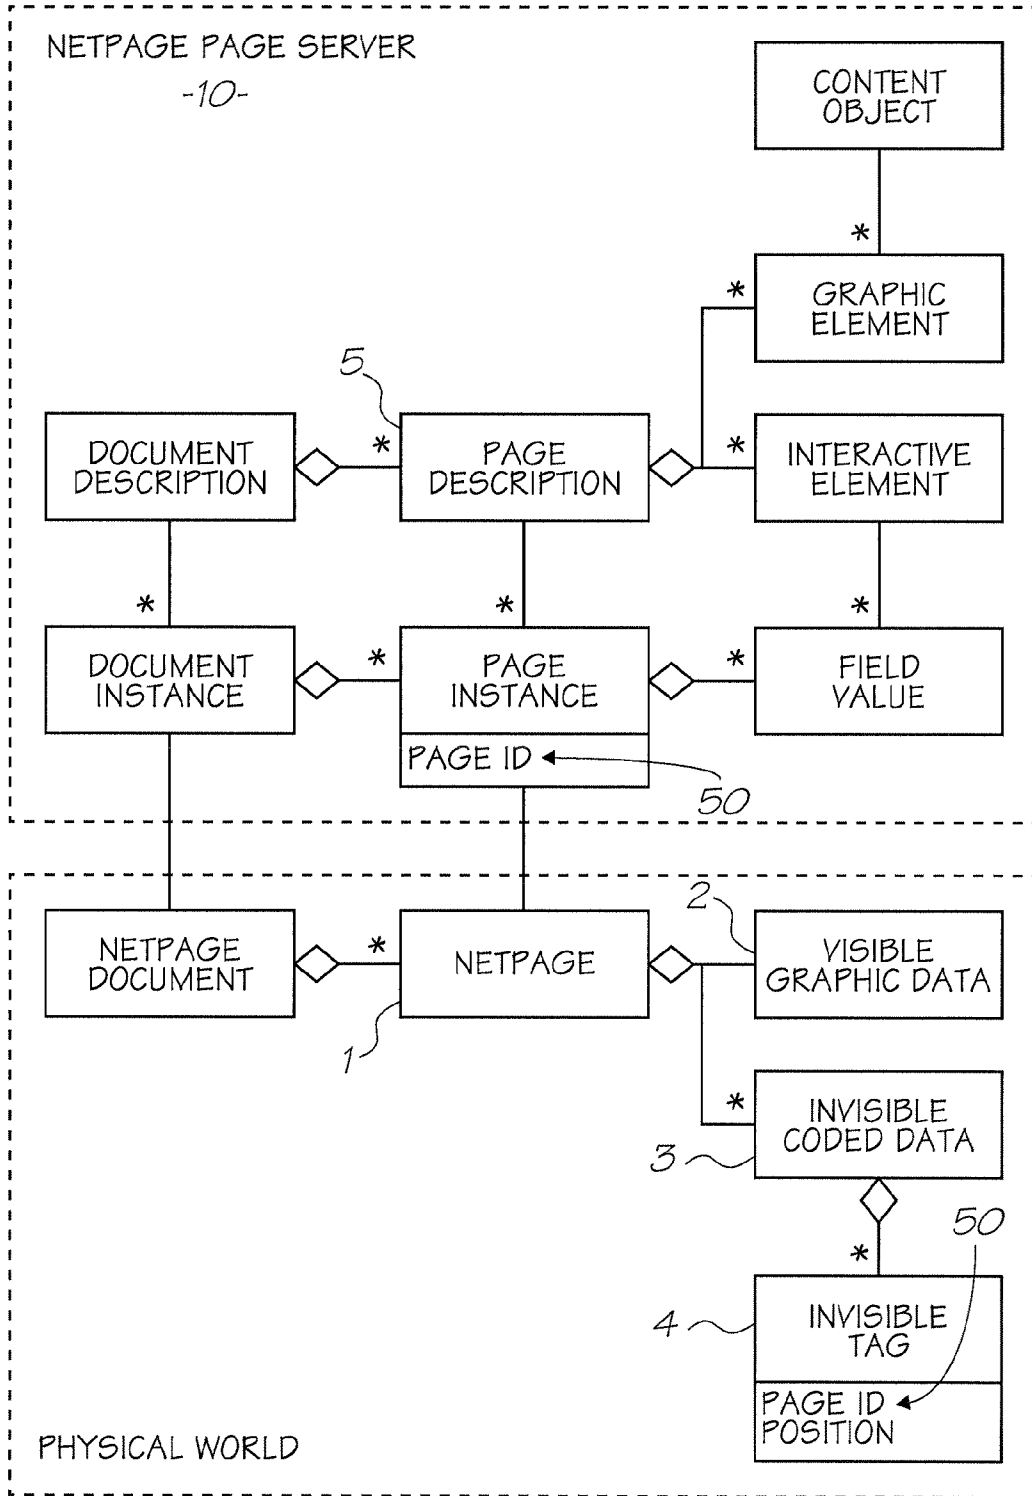 NETPAGE PAGE SERVER
-10-
CONTENT
OBJECT
*
*
GRAPHIC
ELEMENT
5
DOCUMENT
DESCRIPTION
*
PAGE
DESCRIPTION
*
INTERACTIVE
ELEMENT
*
*
*
DOCUMENT
INSTANCE
*
PAGE
INSTANCE
*
FIELD
VALUE
PAGE ID
50
NETPAGE
DOCUMENT
*
NETPAGE
2
VISIBLE
GRAPHIC DATA
1
*
INVISIBLE
CODED DATA
3
50
*
4
INVISIBLE
TAG
PAGE ID
POSITION
PHYSICAL WORLD